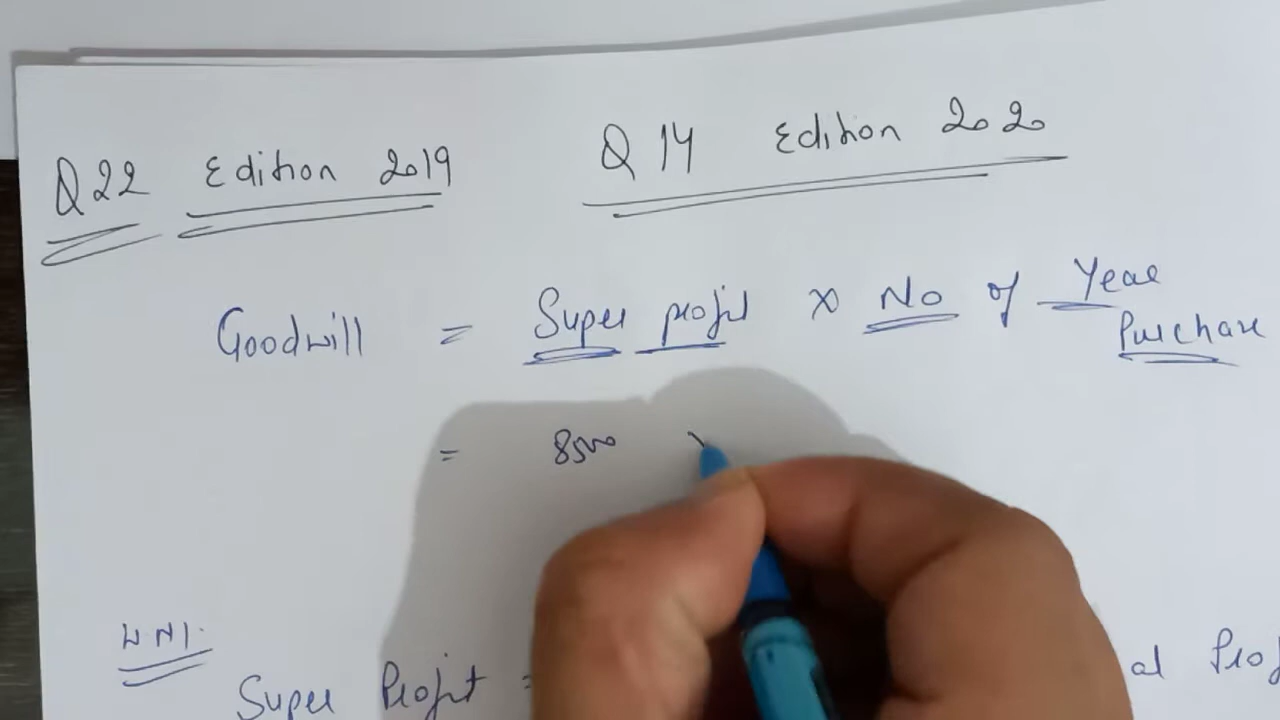 Q22 Edition 2019 Q 14 Edition 2020
Goodwill = Super profit × No of Year
Purchase
= 8500
WN1.
Super Profit = al Prof